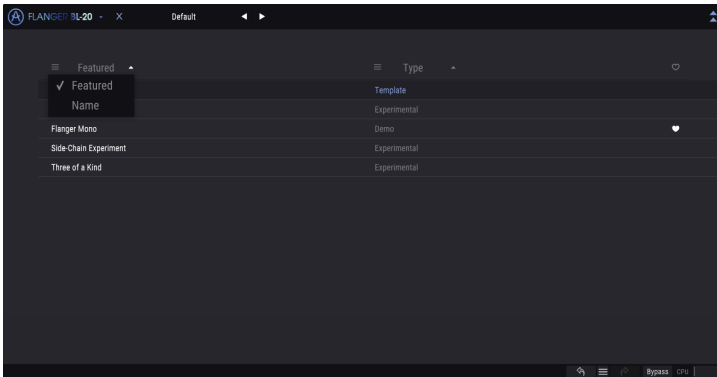 FLANGER BL-20 X Default
Featured Type
✓ Featured
Template
Name
Experimental
Flanger Mono Demo
Side-Chain Experiment Experimental
Three of a Kind Experimental
Bypass CPU